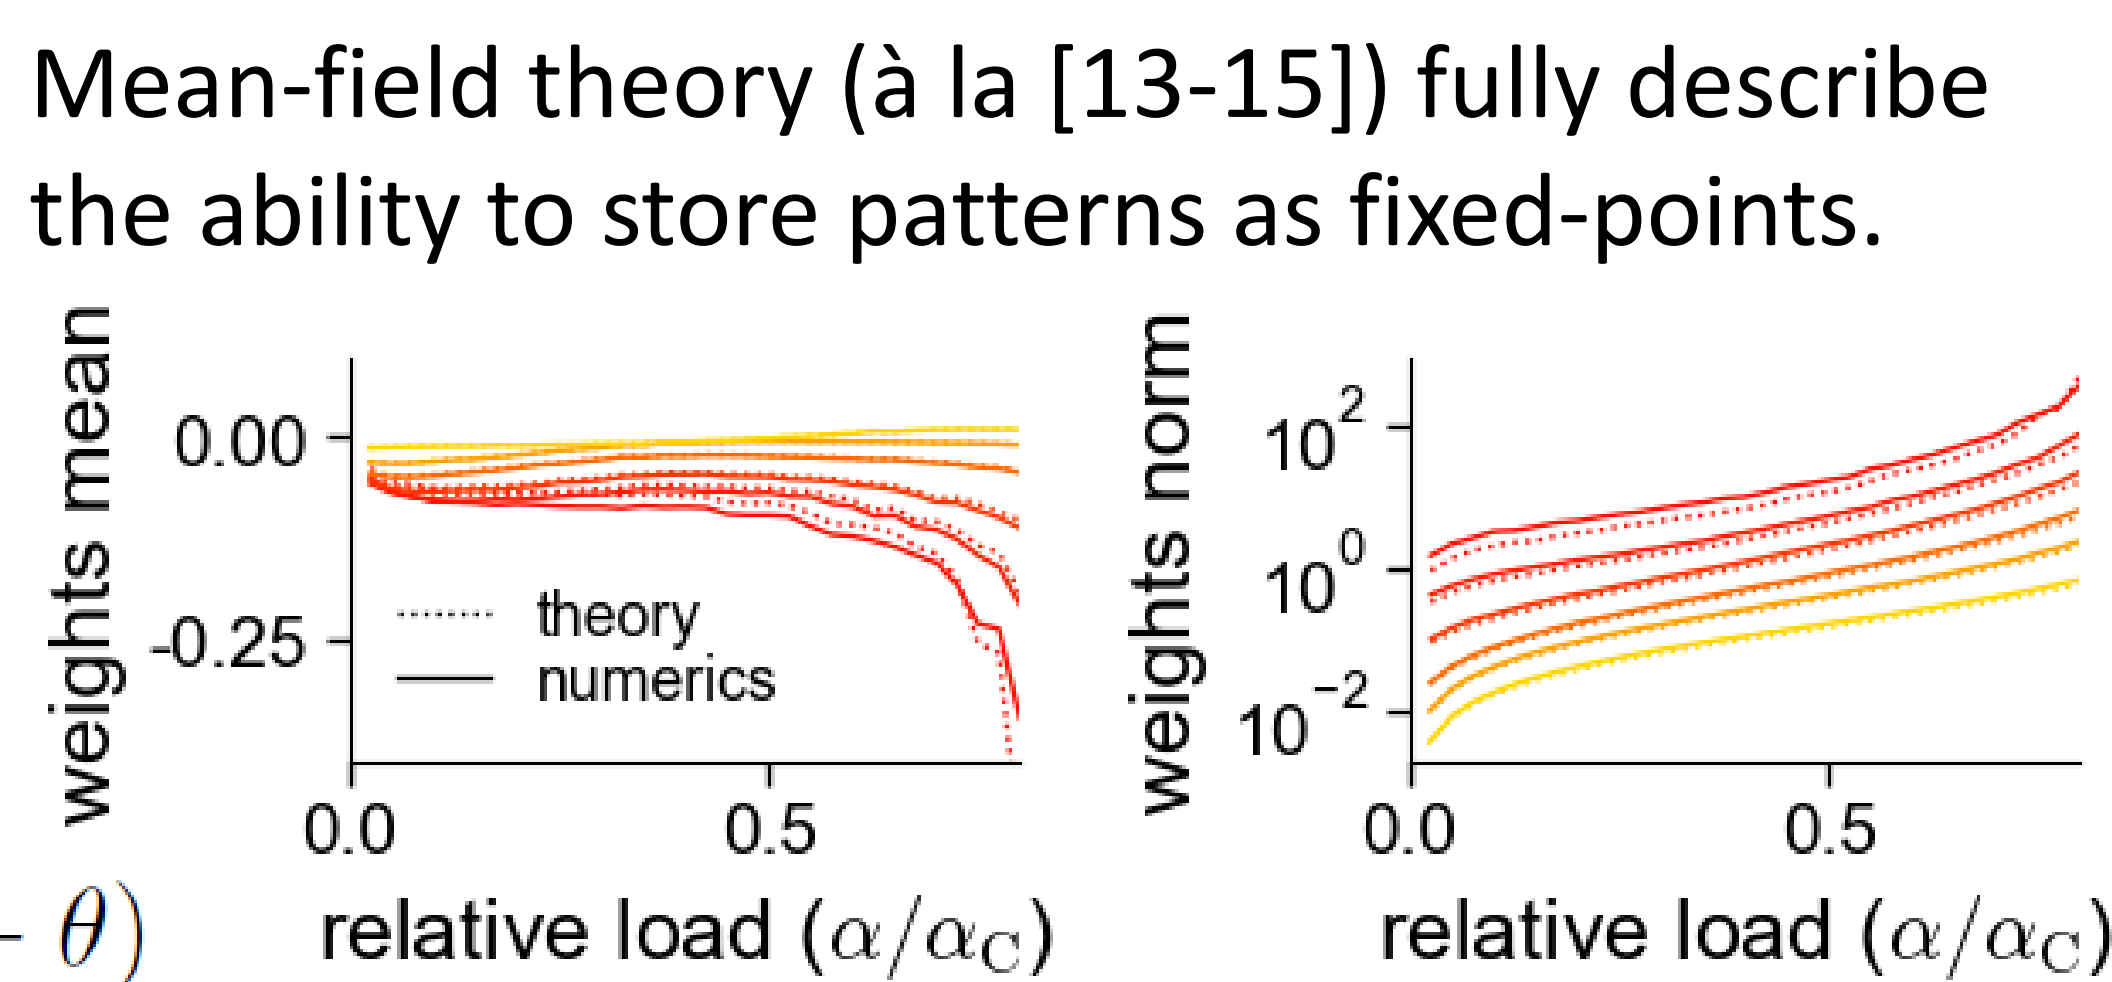 Mean-field theory (à la [13-15]) fully describe
the ability to store patterns as fixed-points.
weights mean
0.00
-0.25
theory
numerics
0.0
0.5
relative load (α/α_C)
weights norm
10^2
10^0
10^−2
0.0
0.5
relative load (α/α_C)
– θ)